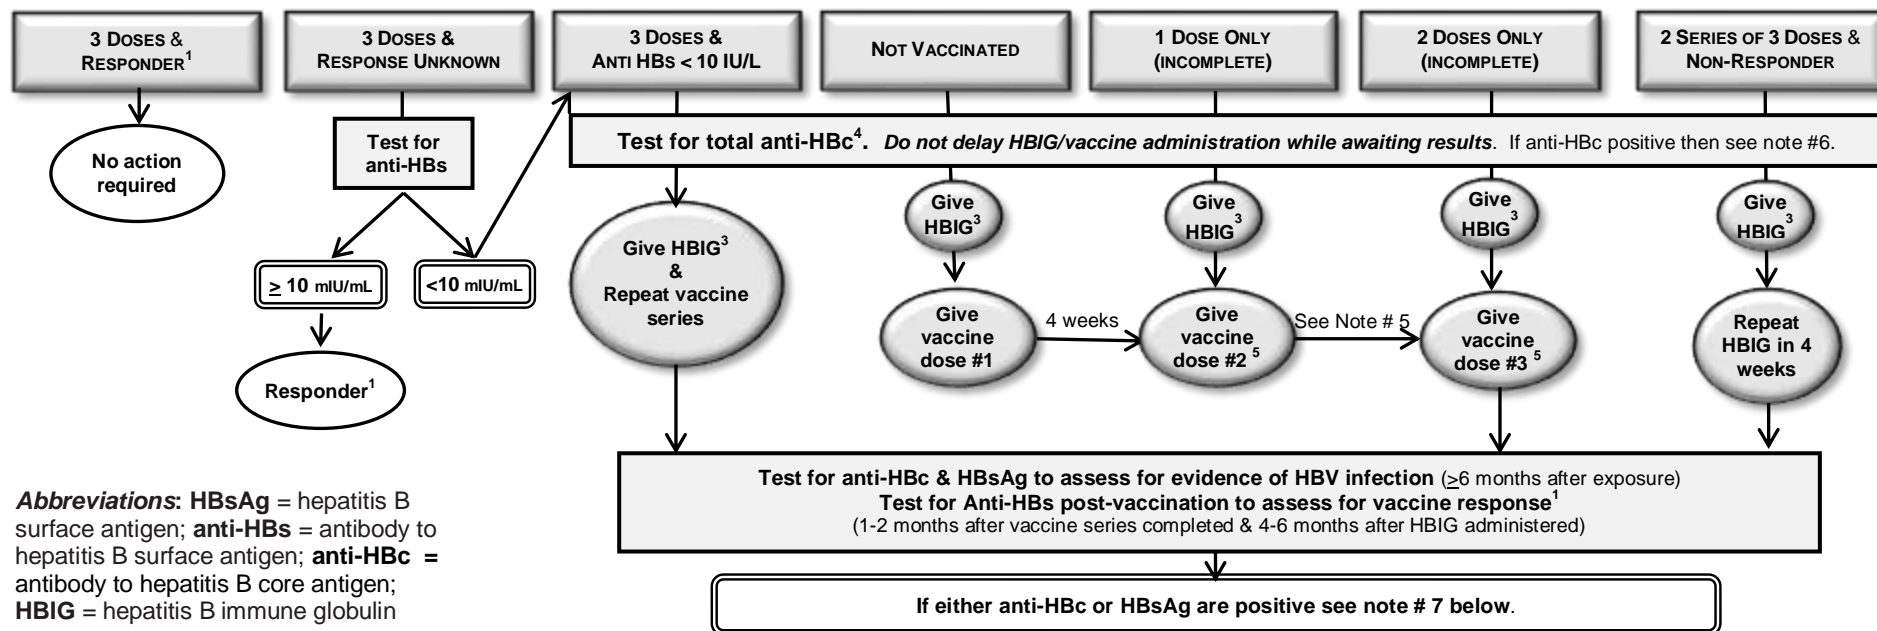 3 DOSES &
RESPONDER1
3 DOSES &
RESPONSE UNKNOWN
3 DOSES &
ANTI HBS < 10 IU/L
NOT VACCINATED
1 DOSE ONLY
(INCOMPLETE)
2 DOSES ONLY
(INCOMPLETE)
2 SERIES OF 3 DOSES &
NON-RESPONDER
No action
required
Test for
anti-HBs
≥ 10 mIU/mL
<10 mIU/mL
Responder1
Test for total anti-HBc4. Do not delay HBIG/vaccine administration while awaiting results. If anti-HBc positive then see note #6.
Give HBIG3
&
Repeat vaccine
series
Give
HBIG3
Give
vaccine
dose #1
4 weeks
Give
HBIG3
Give
vaccine
dose #2 5
See Note # 5
Give
HBIG3
Give
vaccine
dose #3 5
Give
HBIG3
Repeat
HBIG in 4
weeks
Test for anti-HBc & HBsAg to assess for evidence of HBV infection (≥6 months after exposure)
Test for Anti-HBs post-vaccination to assess for vaccine response1
(1-2 months after vaccine series completed & 4-6 months after HBIG administered)
If either anti-HBc or HBsAg are positive see note # 7 below.
Abbreviations: HBsAg = hepatitis B
surface antigen; anti-HBs = antibody to
hepatitis B surface antigen; anti-HBc =
antibody to hepatitis B core antigen;
HBIG = hepatitis B immune globulin